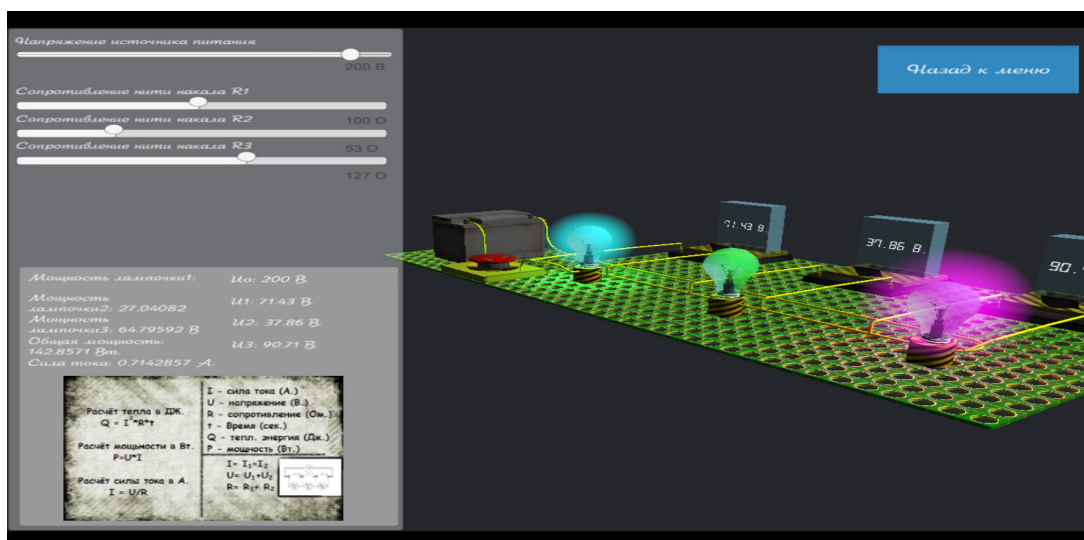 Напряжение источника питания
200 В
Сопротивление нити накала R1
100 О
Сопротивление нити накала R2
53 О
Сопротивление нити накала R3
127 О
Назад к меню
71.43 В.
37.86 В.
90.
Мощность лампочки1:
Uo: 200 В.
Мощность
лампочки2: 27.04082
U1: 71.43 В.
Мощность
лампочки3: 64.79592 В
U2: 37.86 В.
Общая мощность:
142.8571 Вт.
U3: 90.71 В.
Сила тока: 0.7142857 А.
Расчёт тепла в ДЖ.
Q = I²*R*т
Расчёт мощьности в Вт.
P=U*I
Расчёт силы тока в А.
I = U/R
I - сила тока (А.)
U - напряжение (В.)
R - сопротивление (Ом.)
т - Время (сек.)
Q - тепл. энергия (Дж.)
P - мощность (Вт.)
I= I₁=I₂
U= U₁+U₂
R= R₁+ R₂